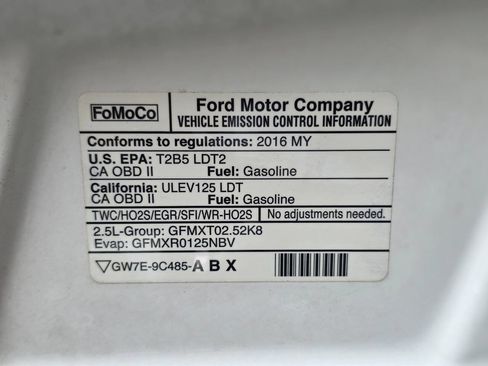 FoMoCo
Ford Motor Company
VEHICLE EMISSION CONTROL INFORMATION
Conforms to regulations: 2016 MY
U.S. EPA: T2B5 LDT2
CA OBD II Fuel: Gasoline
California: ULEV125 LDT
CA OBD II Fuel: Gasoline
TWC/HO2S/EGR/SFI/WR-HO2S No adjustments needed.
2.5L-Group: GFMXT02.52K8
Evap: GFMXR0125NBV
GW7E-9C485-A B X